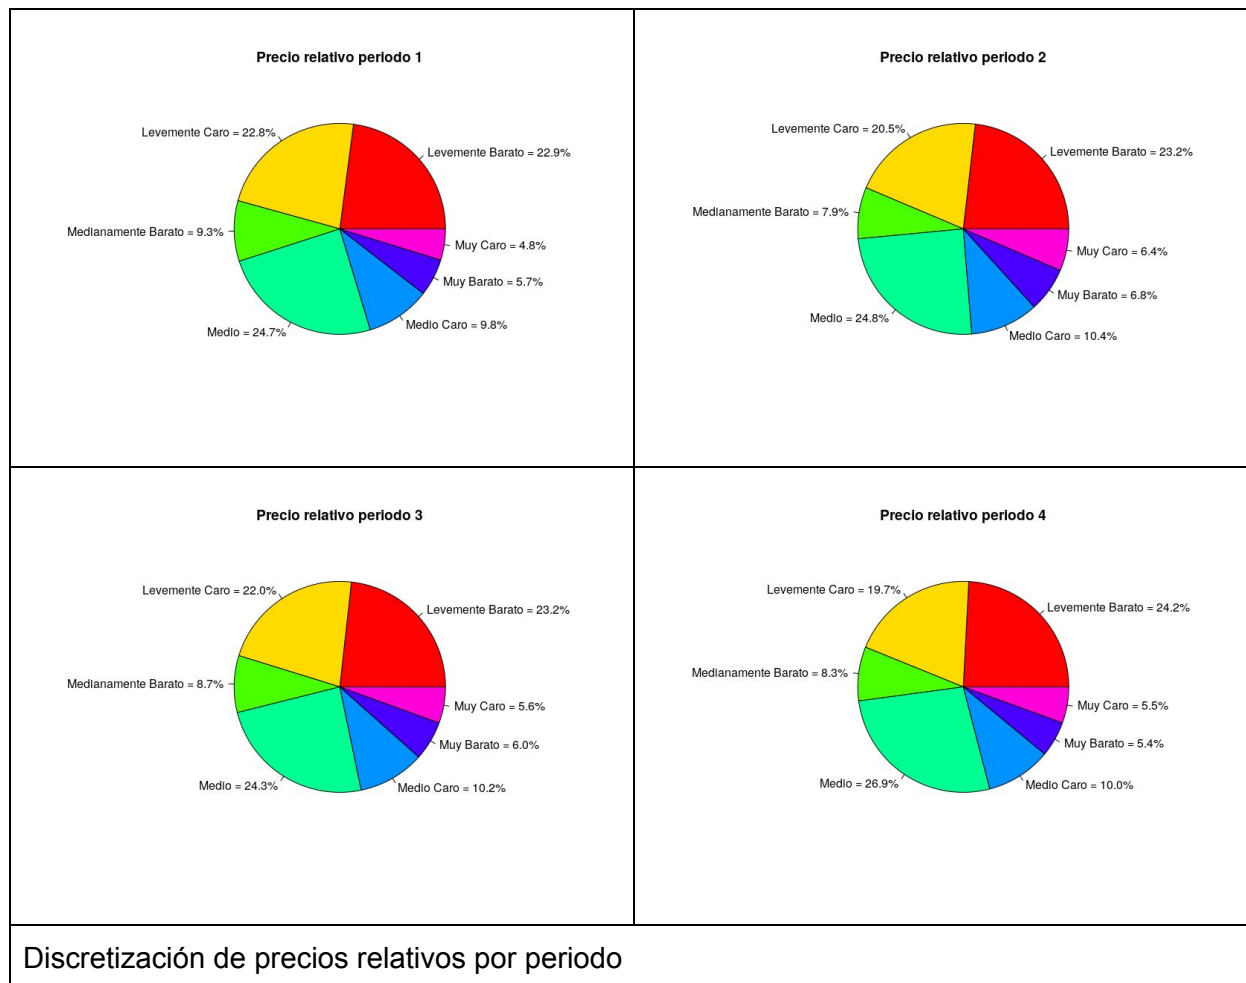 Precio relativo periodo 1
Levemente Caro = 22.8%
Levemente Barato = 22.9%
Medianamente Barato = 9.3%
Muy Caro = 4.8%
Muy Barato = 5.7%
Medio Caro = 9.8%
Medio = 24.7%
Precio relativo periodo 2
Levemente Caro = 20.5%
Levemente Barato = 23.2%
Medianamente Barato = 7.9%
Muy Caro = 6.4%
Muy Barato = 6.8%
Medio = 24.8%
Medio Caro = 10.4%
Precio relativo periodo 3
Levemente Caro = 22.0%
Levemente Barato = 23.2%
Medianamente Barato = 8.7%
Muy Caro = 5.6%
Muy Barato = 6.0%
Medio = 24.3%
Medio Caro = 10.2%
Precio relativo periodo 4
Levemente Caro = 19.7%
Levemente Barato = 24.2%
Medianamente Barato = 8.3%
Muy Caro = 5.5%
Muy Barato = 5.4%
Medio = 26.9%
Medio Caro = 10.0%
Discretización de precios relativos por periodo